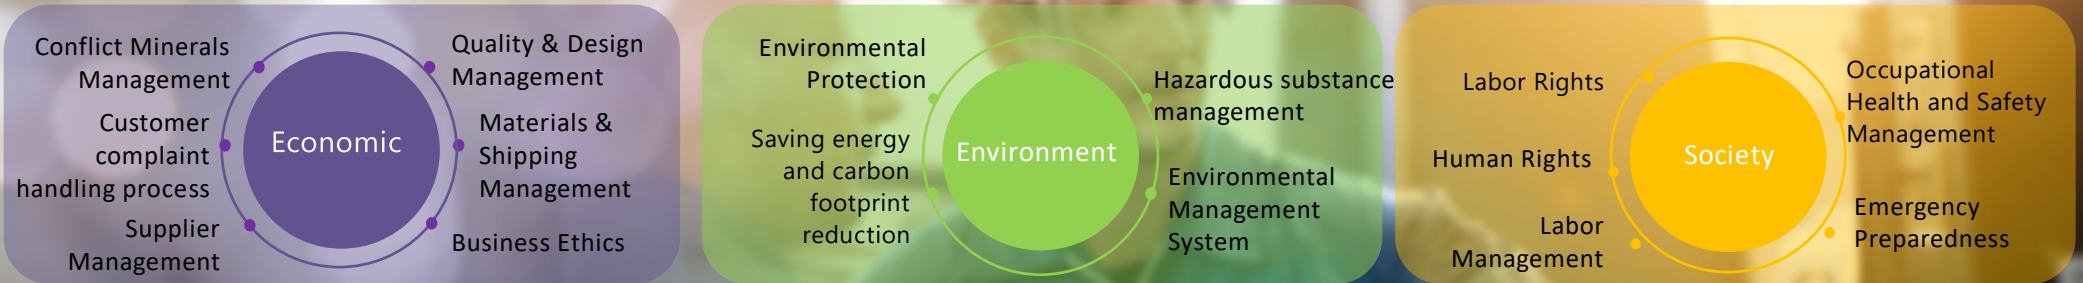 Conflict Minerals
Management
Customer
complaint
handling process
Supplier
Management
Economic
Quality & Design
Management
Materials &
Shipping
Management
Business Ethics
Environmental
Protection
Saving energy
and carbon
footprint
reduction
Environment
Hazardous substance
management
Environmental
Management
System
Labor Rights
Human Rights
Labor
Management
Society
Occupational
Health and Safety
Management
Emergency
Preparedness